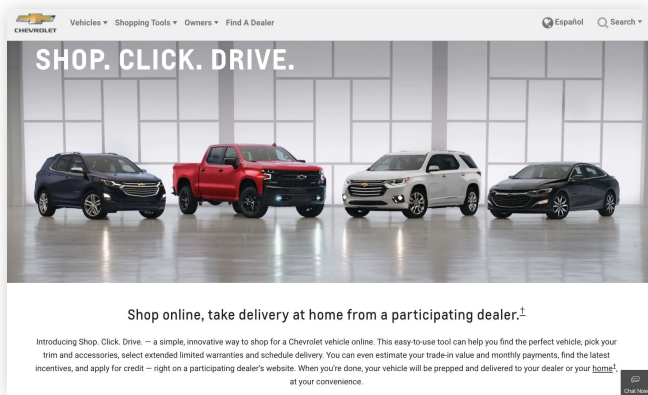 CHEVROLET
Vehicles ▾ Shopping Tools ▾ Owners ▾ Find A Dealer
Español
Search ▾
SHOP. CLICK. DRIVE.
Shop online, take delivery at home from a participating dealer.†
Introducing Shop. Click. Drive. — a simple, innovative way to shop for a Chevrolet vehicle online. This easy-to-use tool can help you find the perfect vehicle, pick your
trim and accessories, select extended limited warranties and schedule delivery. You can even estimate your trade-in value and monthly payments, find the latest
incentives, and apply for credit — right on a participating dealer's website. When you're done, your vehicle will be prepped and delivered to your dealer or your home‡,
at your convenience.
Chat Now